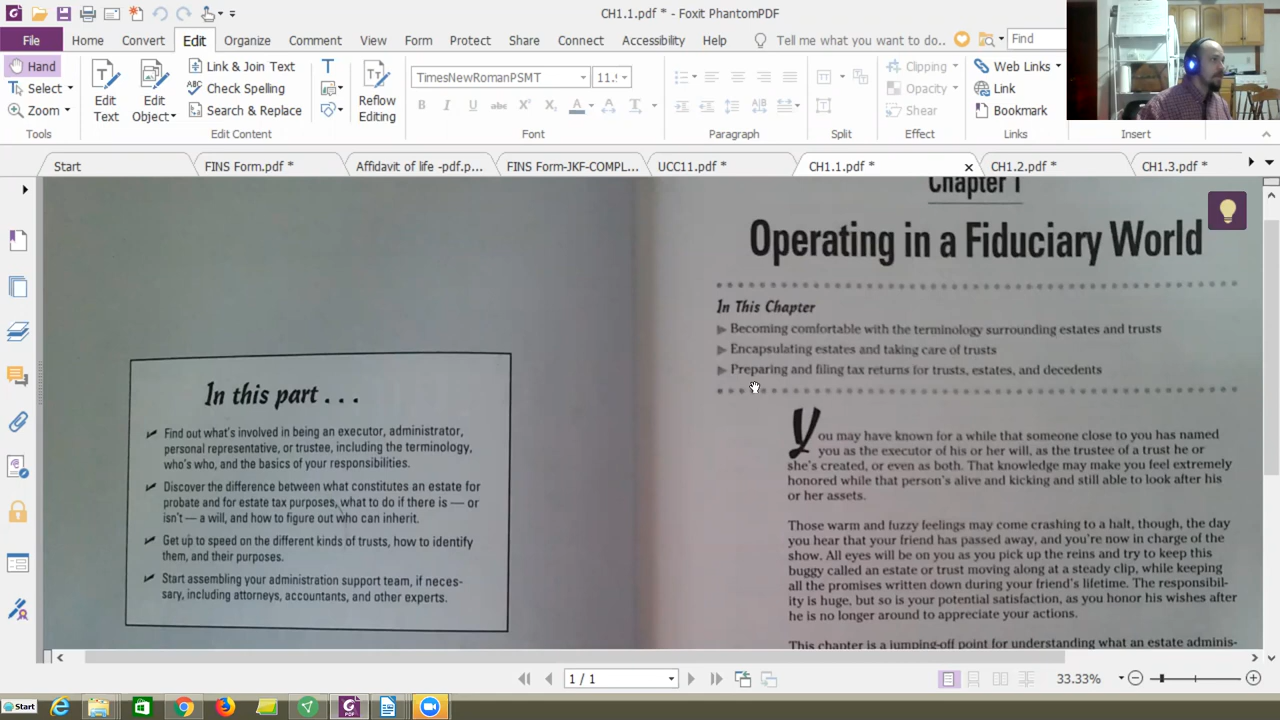 CH1.1.pdf * - Foxit PhantomPDF
File Home Convert Edit Organize Comment View Form Protect Share Connect Accessibility Help Tell me what you want to do.. Find
Hand
Select
Zoom
Tools
Edit Text
Edit Object
Link & Join Text
Check Spelling
Search & Replace
Edit Content
Reflow Editing
TimesNewRomanPSMT
Font
Paragraph
Split
Clipping
Opacity
Shear
Effect
Web Links
Link
Bookmark
Links
Insert
Start FINS Form.pdf * Affidavit of life -pdf.p... FINS Form-JKF-COMPL... UCC11.pdf * CH1.1.pdf * CH1.2.pdf * CH1.3.pdf *
In this part . . .
Find out what's involved in being an executor, administrator,
personal representative, or trustee, including the terminology,
who's who, and the basics of your responsibilities.
Discover the difference between what constitutes an estate for
probate and for estate tax purposes, what to do if there is — or
isn't — a will, and how to figure out who can inherit.
Get up to speed on the different kinds of trusts, how to identify
them, and their purposes.
Start assembling your administration support team, if neces-
sary, including attorneys, accountants, and other experts.
Chapter 1
Operating in a Fiduciary World
In This Chapter
Becoming comfortable with the terminology surrounding estates and trusts
Encapsulating estates and taking care of trusts
Preparing and filing tax returns for trusts, estates, and decedents
You may have known for a while that someone close to you has named
you as the executor of his or her will, as the trustee of a trust he or
she's created, or even as both. That knowledge may make you feel extremely
honored while that person's alive and kicking and still able to look after his
or her assets.
Those warm and fuzzy feelings may come crashing to a halt, though, the day
you hear that your friend has passed away, and you're now in charge of the
show. All eyes will be on you as you pick up the reins and try to keep this
buggy called an estate or trust moving along at a steady clip, while keeping
all the promises written down during your friend's lifetime. The responsibil-
ity is huge, but so is your potential satisfaction, as you honor his wishes after
he is no longer around to appreciate your actions.
This chapter is a jumping-off point for understanding what an estate adminis-
1 / 1
33.33%
Start